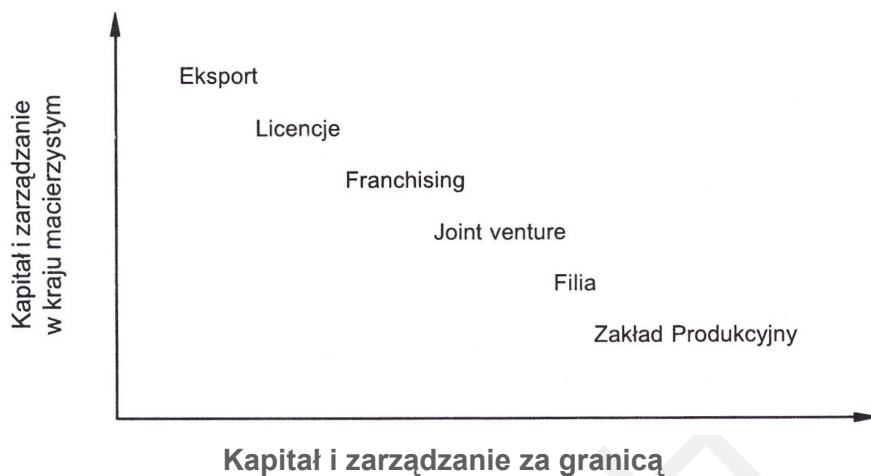 Kapitał i zarządzanie
w kraju macierzystym
Eksport
Licencje
Franchising
Joint venture
Filia
Zakład Produkcyjny
Kapitał i zarządzanie za granicą